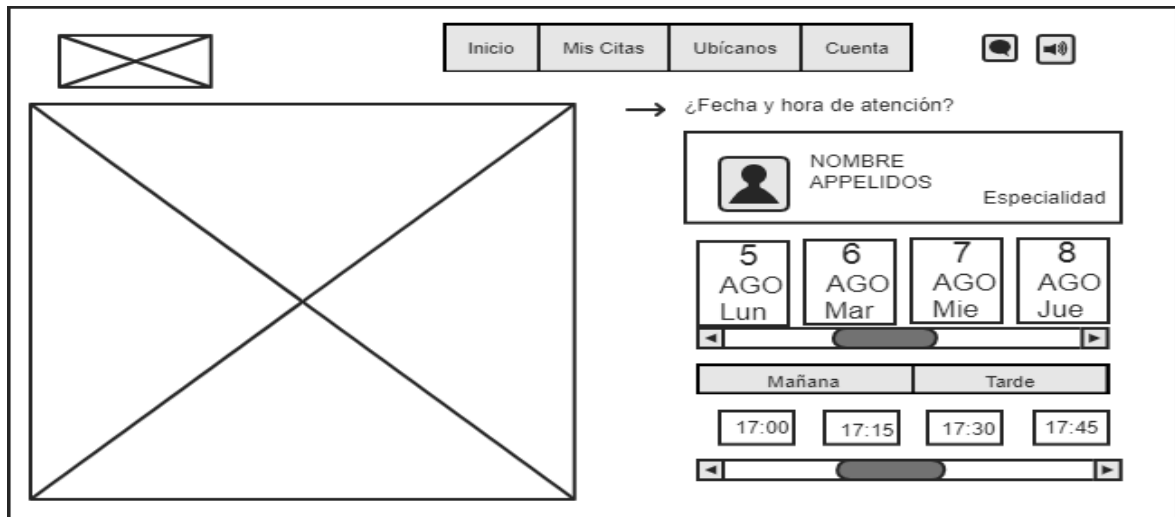 Inicio Mis Citas Ubícanos Cuenta
¿Fecha y hora de atención?
NOMBRE
APPELIDOS
Especialidad
5 6 7 8
AGO AGO AGO AGO
Lun Mar Mie Jue
Mañana Tarde
17:00 17:15 17:30 17:45